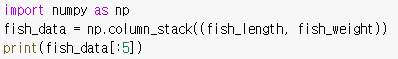 import numpy as np
fish_data = np.column_stack((fish_length, fish_weight))
print(fish_data[:5])